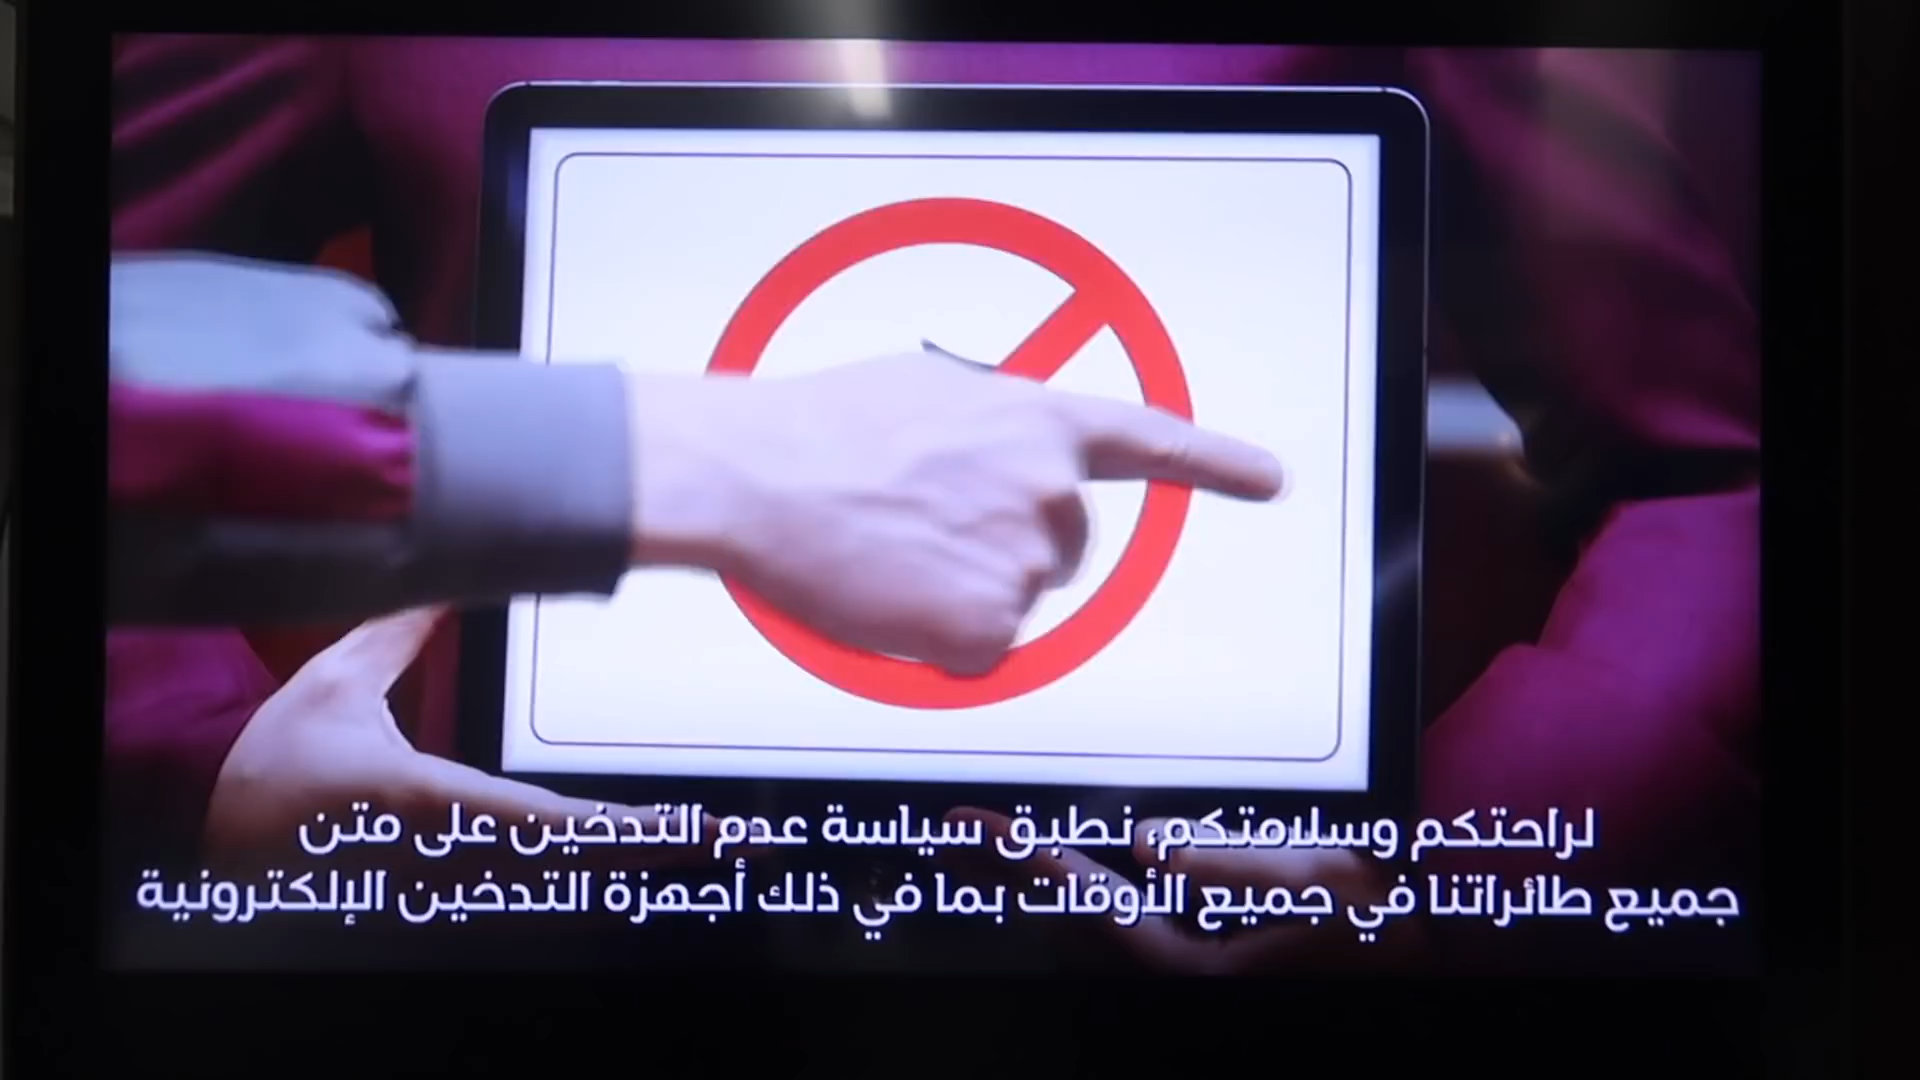 لراحتكم وسلامتكم، نطبق سياسة عدم التدخين على متن
جميع طائراتنا في جميع الأوقات بما في ذلك أجهزة التدخين الإلكترونية